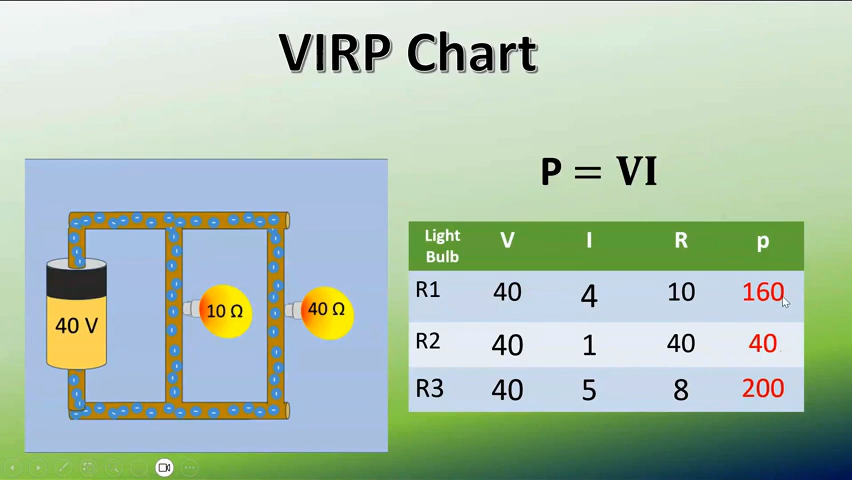 VIRP Chart
P = VI
40 V
10 Ω
40 Ω
Light Bulb V I R p
R1 40 4 10 160
R2 40 1 40 40
R3 40 5 8 200